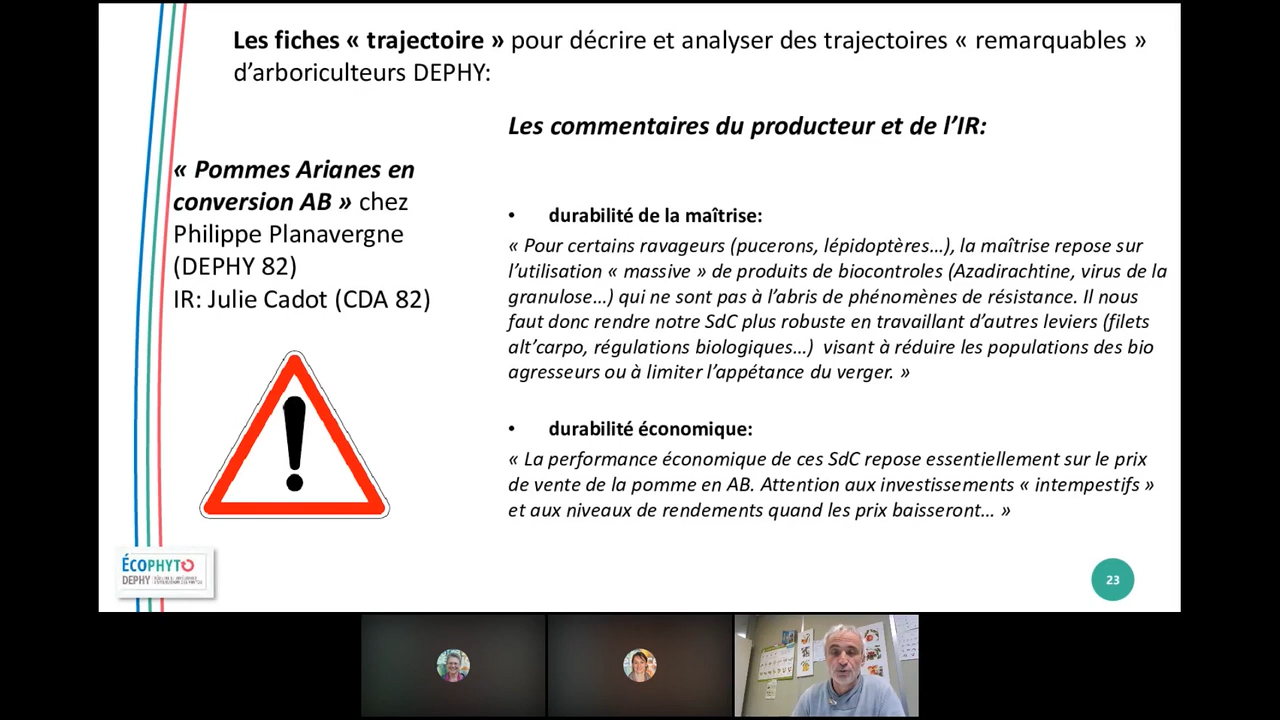 Les fiches « trajectoire » pour décrire et analyser des trajectoires « remarquables »
d’arboriculteurs DEPHY:
« Pommes Arianes en
conversion AB » chez
Philippe Planavergne
(DEPHY 82)
IR: Julie Cadot (CDA 82)
Les commentaires du producteur et de l’IR:
• durabilité de la maîtrise:
« Pour certains ravageurs (pucerons, lépidoptères…), la maîtrise repose sur
l’utilisation « massive » de produits de biocontroles (Azadirachtine, virus de la
granulose…) qui ne sont pas à l’abris de phénomènes de résistance. Il nous
faut donc rendre notre SdC plus robuste en travaillant d’autres leviers (filets
alt’carpo, régulations biologiques…) visant à réduire les populations des bio
agresseurs ou à limiter l’appétance du verger. »
• durabilité économique:
« La performance économique de ces SdC repose essentiellement sur le prix
de vente de la pomme en AB. Attention aux investissements « intempestifs »
et aux niveaux de rendements quand les prix baisseront… »
ÉCOPHYTO
DEPHY
23